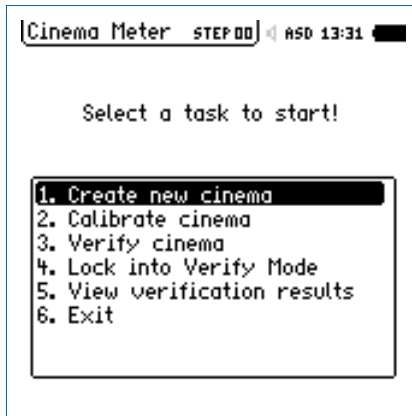 Cinema Meter STEP 00 ASD 13:31
Select a task to start!
1. Create new cinema
2. Calibrate cinema
3. Verify cinema
4. Lock into Verify Mode
5. View verification results
6. Exit